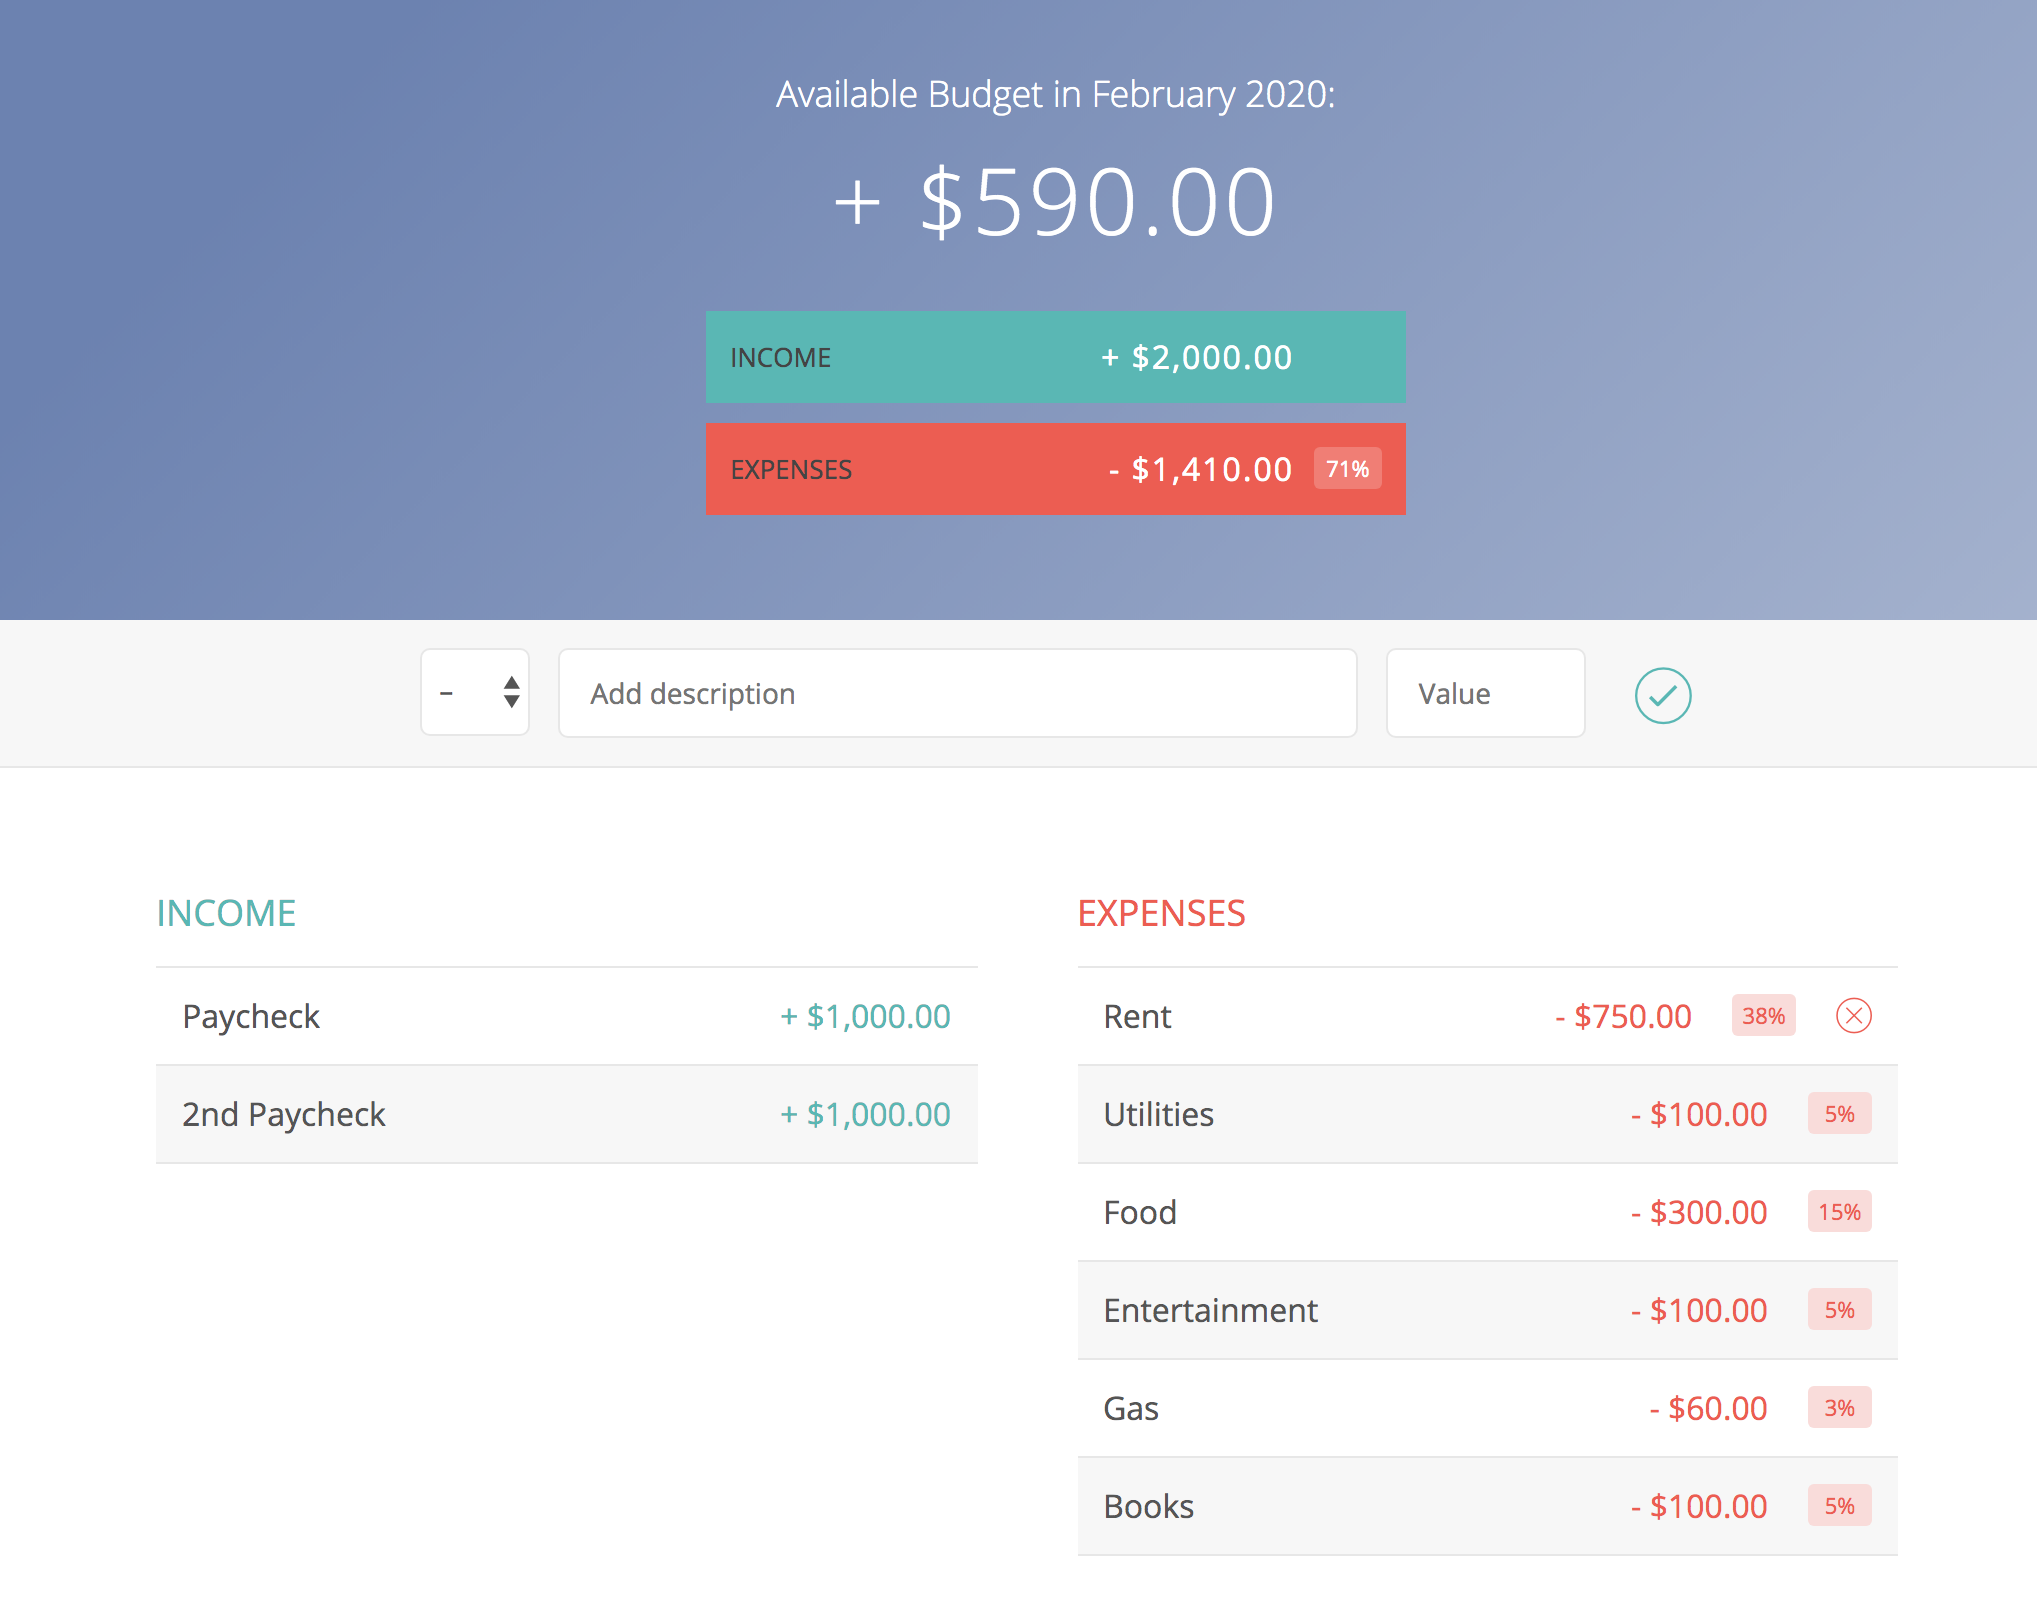 Available Budget in February 2020:
+ $590.00
INCOME + $2,000.00
EXPENSES - $1,410.00 71%
– Add description Value
INCOME
Paycheck + $1,000.00
2nd Paycheck + $1,000.00
EXPENSES
Rent - $750.00 38%
Utilities - $100.00 5%
Food - $300.00 15%
Entertainment - $100.00 5%
Gas - $60.00 3%
Books - $100.00 5%